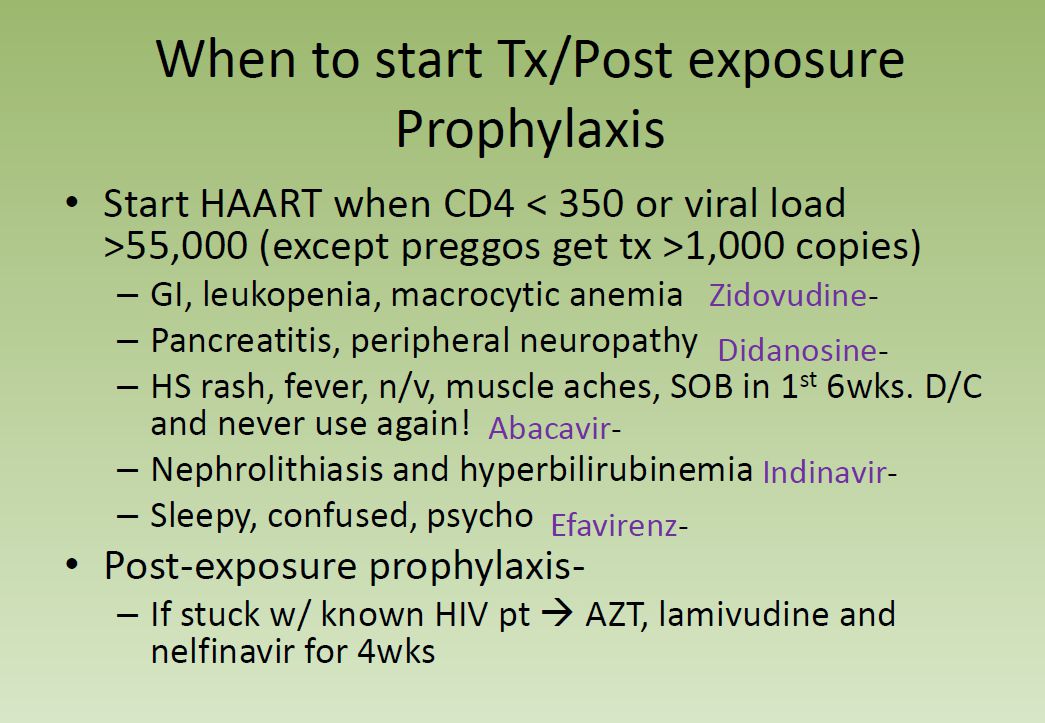 When to start Tx/Post exposure
Prophylaxis
• Start HAART when CD4 < 350 or viral load
>55,000 (except preggos get tx >1,000 copies)
– GI, leukopenia, macrocytic anemia Zidovudine-
– Pancreatitis, peripheral neuropathy Didanosine-
– HS rash, fever, n/v, muscle aches, SOB in 1st 6wks. D/C
and never use again! Abacavir-
– Nephrolithiasis and hyperbilirubinemia Indinavir-
– Sleepy, confused, psycho Efavirenz-
• Post-exposure prophylaxis-
– If stuck w/ known HIV pt → AZT, lamivudine and
nelfinavir for 4wks